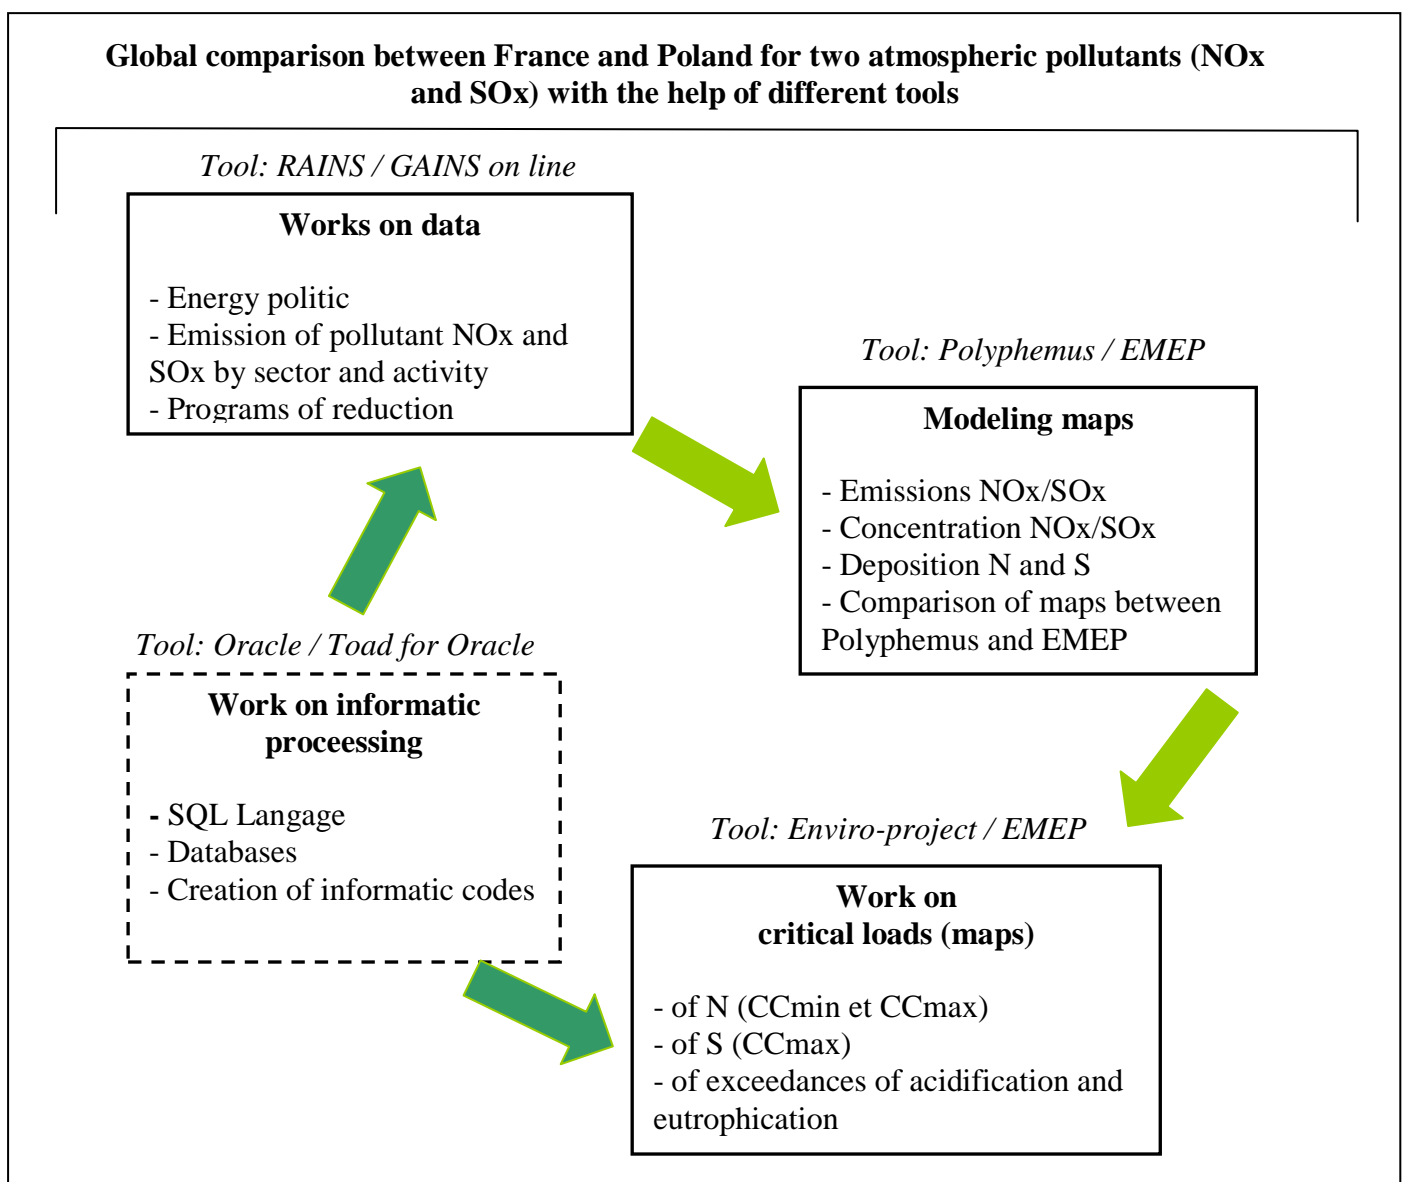 Global comparison between France and Poland for two atmospheric pollutants (NOx
and SOx) with the help of different tools
Tool: RAINS / GAINS on line
Works on data
- Energy politic
- Emission of pollutant NOx and
SOx by sector and activity
- Programs of reduction
Tool: Polyphemus / EMEP
Modeling maps
- Emissions NOx/SOx
- Concentration NOx/SOx
- Deposition N and S
- Comparison of maps between
Polyphemus and EMEP
Tool: Oracle / Toad for Oracle
Work on informatic
proceessing
- SQL Langage
- Databases
- Creation of informatic codes
Tool: Enviro-project / EMEP
Work on
critical loads (maps)
- of N (CCmin et CCmax)
- of S (CCmax)
- of exceedances of acidification and
eutrophication